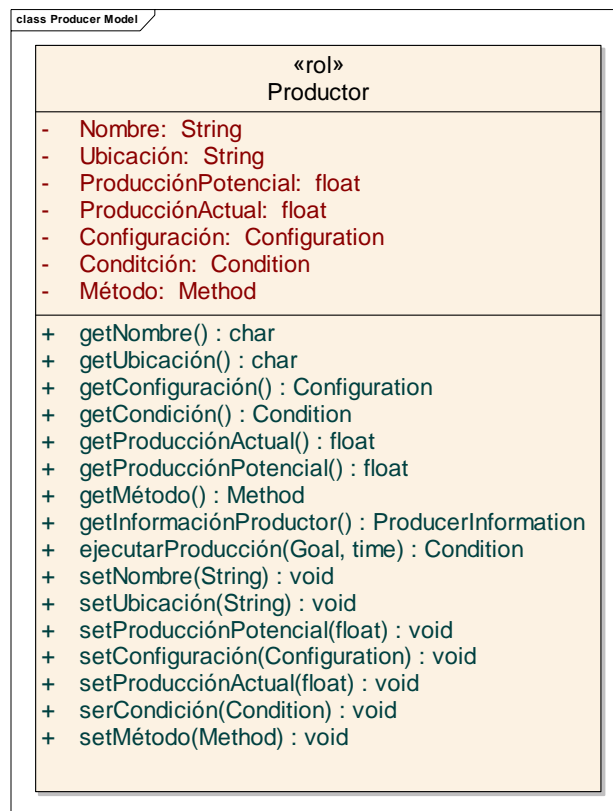 class Producer Model
«rol»
Productor
- Nombre: String
- Ubicación: String
- ProducciónPotencial: float
- ProducciónActual: float
- Configuración: Configuration
- Conditción: Condition
- Método: Method
+ getNombre() : char
+ getUbicación() : char
+ getConfiguración() : Configuration
+ getCondición() : Condition
+ getProducciónActual() : float
+ getProducciónPotencial() : float
+ getMétodo() : Method
+ getInformaciónProductor() : ProducerInformation
+ ejecutarProducción(Goal, time) : Condition
+ setNombre(String) : void
+ setUbicación(String) : void
+ setProducciónPotencial(float) : void
+ setConfiguración(Configuration) : void
+ setProducciónActual(float) : void
+ serCondición(Condition) : void
+ setMétodo(Method) : void